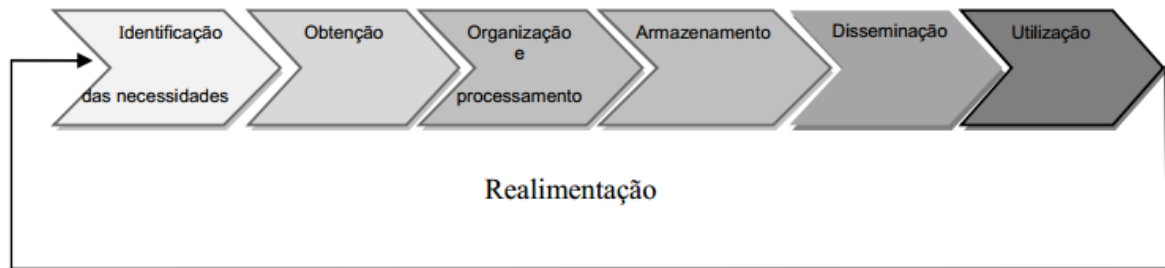 Identificação
das necessidades
Obtenção
Organização
e
processamento
Armazenamento
Disseminação
Utilização
Realimentação